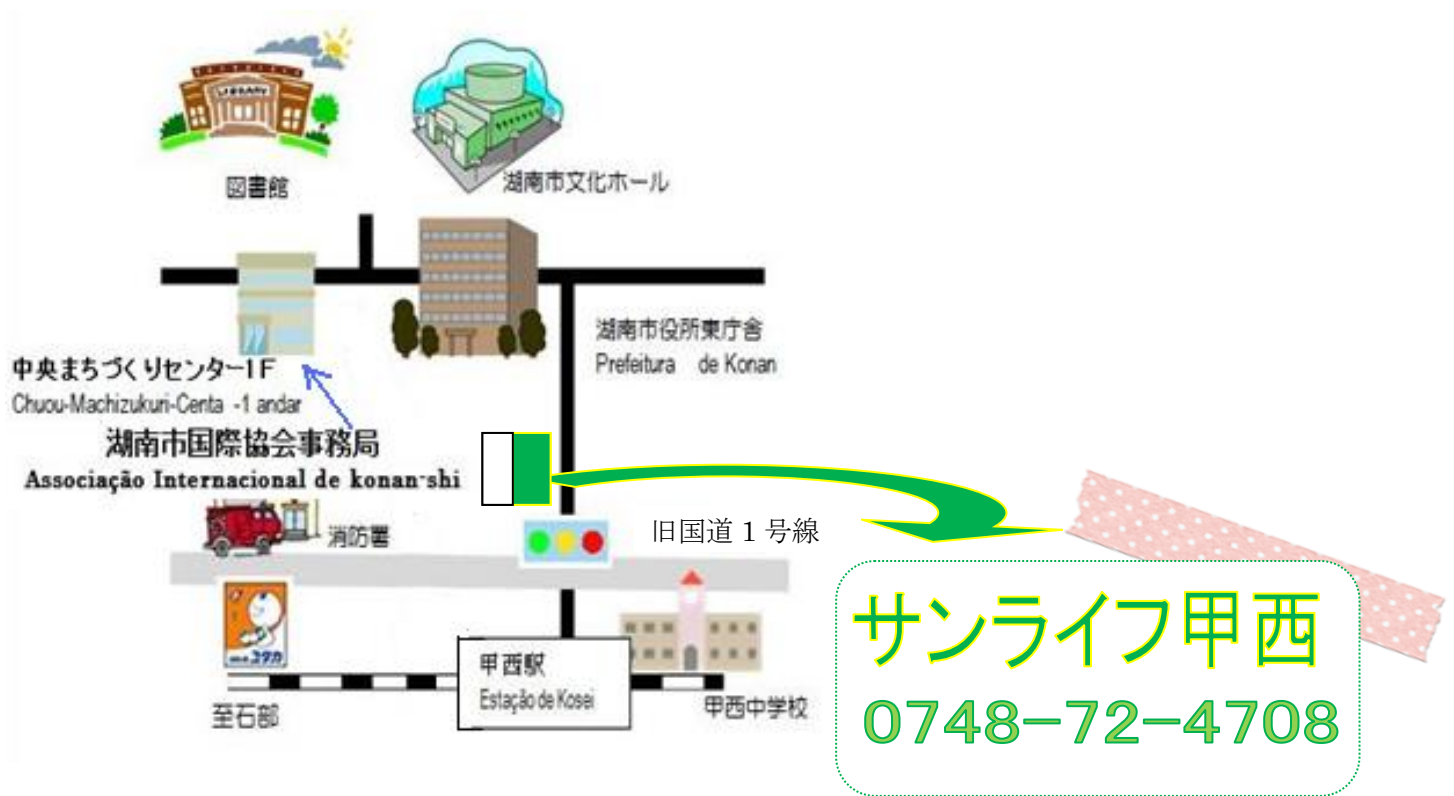 LIBRARY
図書館
湖南市文化ホール
湖南市役所東庁舎
Prefeitura de Konan
中央まちづくりセンター1F
Chuou-Machizukuri-Centa -1 andar
湖南市国際協会事務局
Associação Internacional de konan-shi
消防署
旧国道1号線
ユタカ
甲西駅
Estação de Kosei
至石部
甲西中学校
サンライフ甲西
0748-72-4708